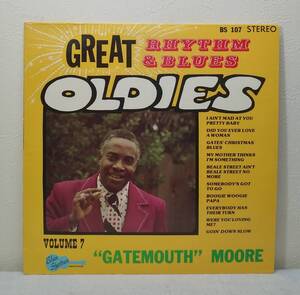 BS 107 STEREO
GREAT RHYTHM
& BLUES
OLDIES
I AIN'T MAD AT YOU
PRETTY BABY
DID YOU EVER LOVE
A WOMAN
GATES' CHRISTMAS
BLUES
MY MOTHER THINKS
I'M SOMETHING
BEALE STREET AIN'T
BEALE STREET NO
MORE
SOMEBODY'S GOT
TO GO
BOOGIE WOOGIE
PAPA
EVERYBODY HAS
THEIR TURN
WERE YOU LOVING
ME?
GOIN' DOWN SLOW
VOLUME 7
Blues Spectrum
"GATEMOUTH" MOORE